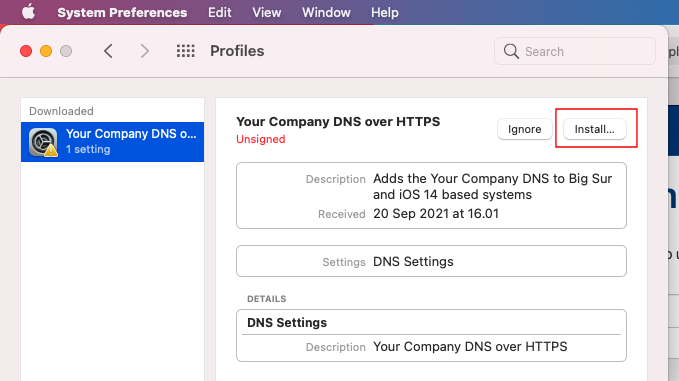 System Preferences Edit View Window Help
Profiles
Search
Downloaded
Your Company DNS o...
1 setting
Your Company DNS over HTTPS
Unsigned
Ignore
Install...
Description Adds the Your Company DNS to Big Sur
and iOS 14 based systems
Received 20 Sep 2021 at 16.01
Settings DNS Settings
DETAILS
DNS Settings
Description Your Company DNS over HTTPS